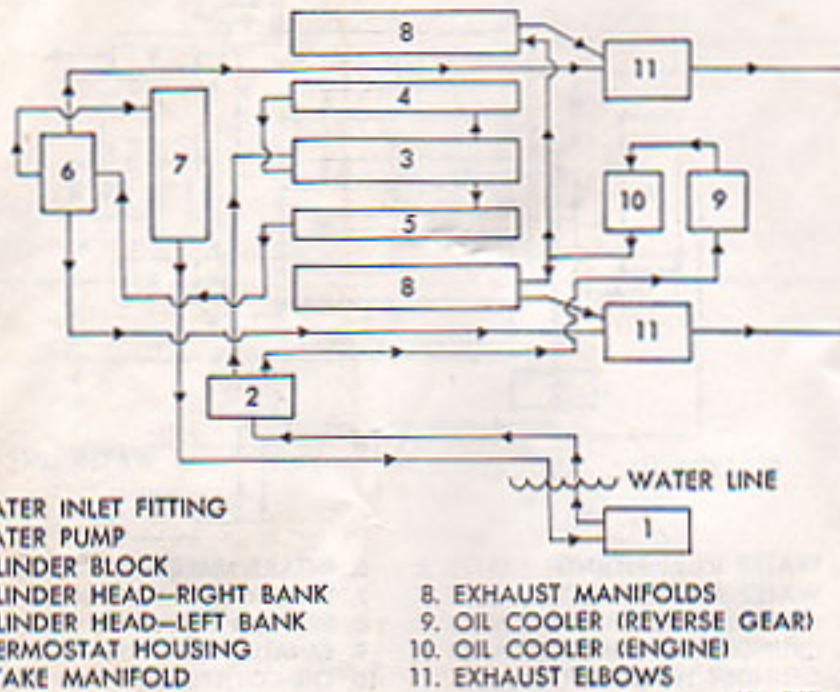 8
11
4
6
7
3
10
9
5
8
11
2
WATER LINE
1
ATER INLET FITTING
ATER PUMP
LINDER BLOCK
LINDER HEAD—RIGHT BANK
LINDER HEAD—LEFT BANK
ERMOSTAT HOUSING
TAKE MANIFOLD
8. EXHAUST MANIFOLDS
9. OIL COOLER (REVERSE GEAR)
10. OIL COOLER (ENGINE)
11. EXHAUST ELBOWS